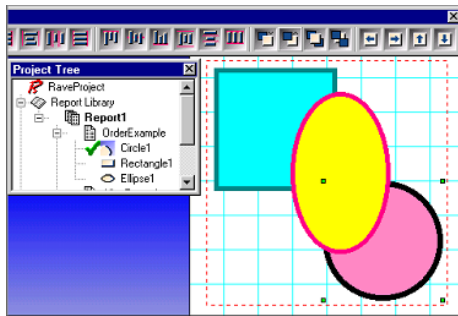 Project Tree
RaveProject
Report Library
Report1
OrderExample
Circle1
Rectangle1
Ellipse1